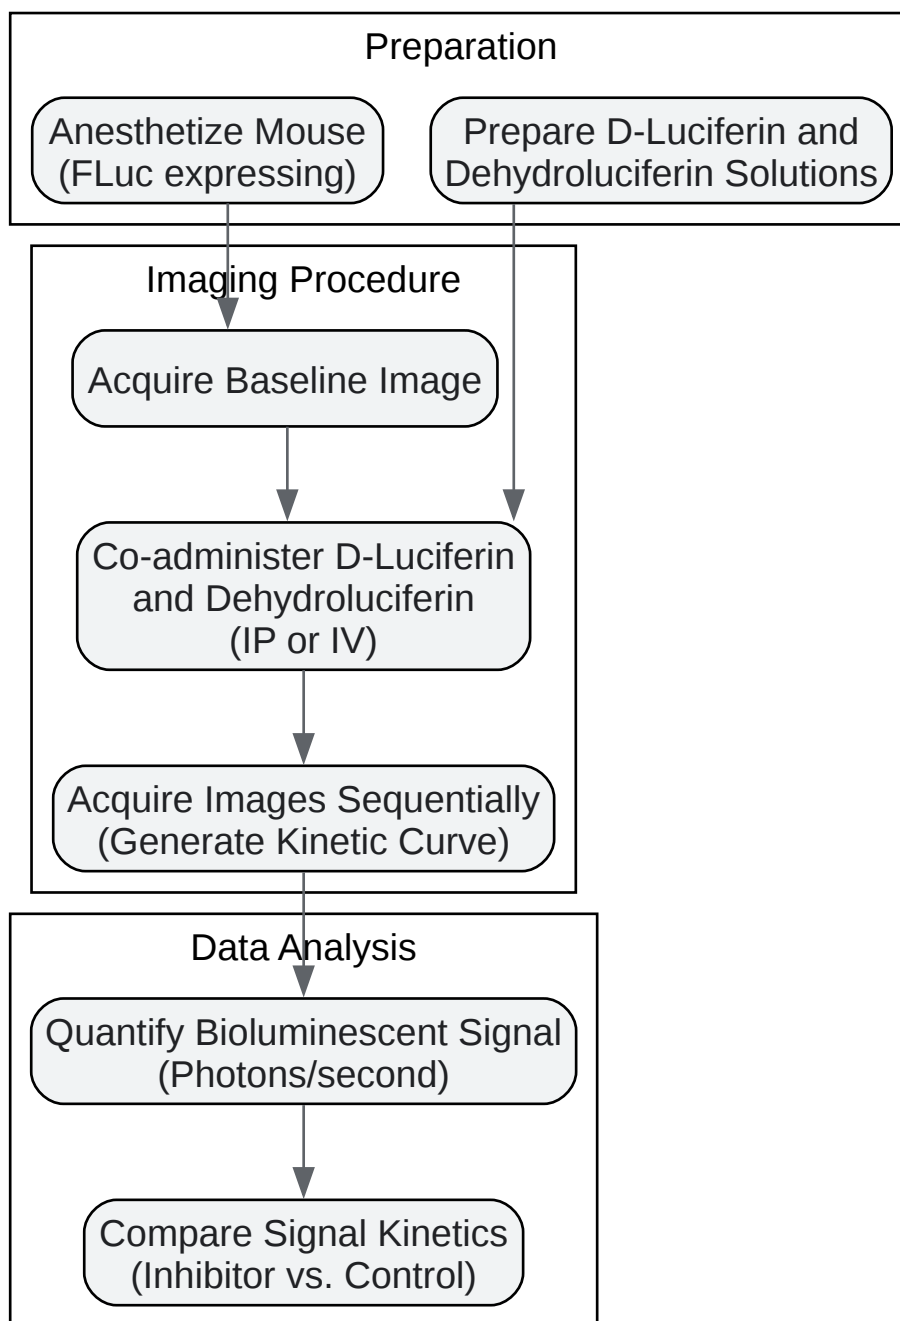 Preparation
Anesthetize Mouse
(FLuc expressing)
Prepare D-Luciferin and
Dehydroluciferin Solutions
Imaging Procedure
Acquire Baseline Image
Co-administer D-Luciferin
and Dehydroluciferin
(IP or IV)
Acquire Images Sequentially
(Generate Kinetic Curve)
Data Analysis
Quantify Bioluminescent Signal
(Photons/second)
Compare Signal Kinetics
(Inhibitor vs. Control)